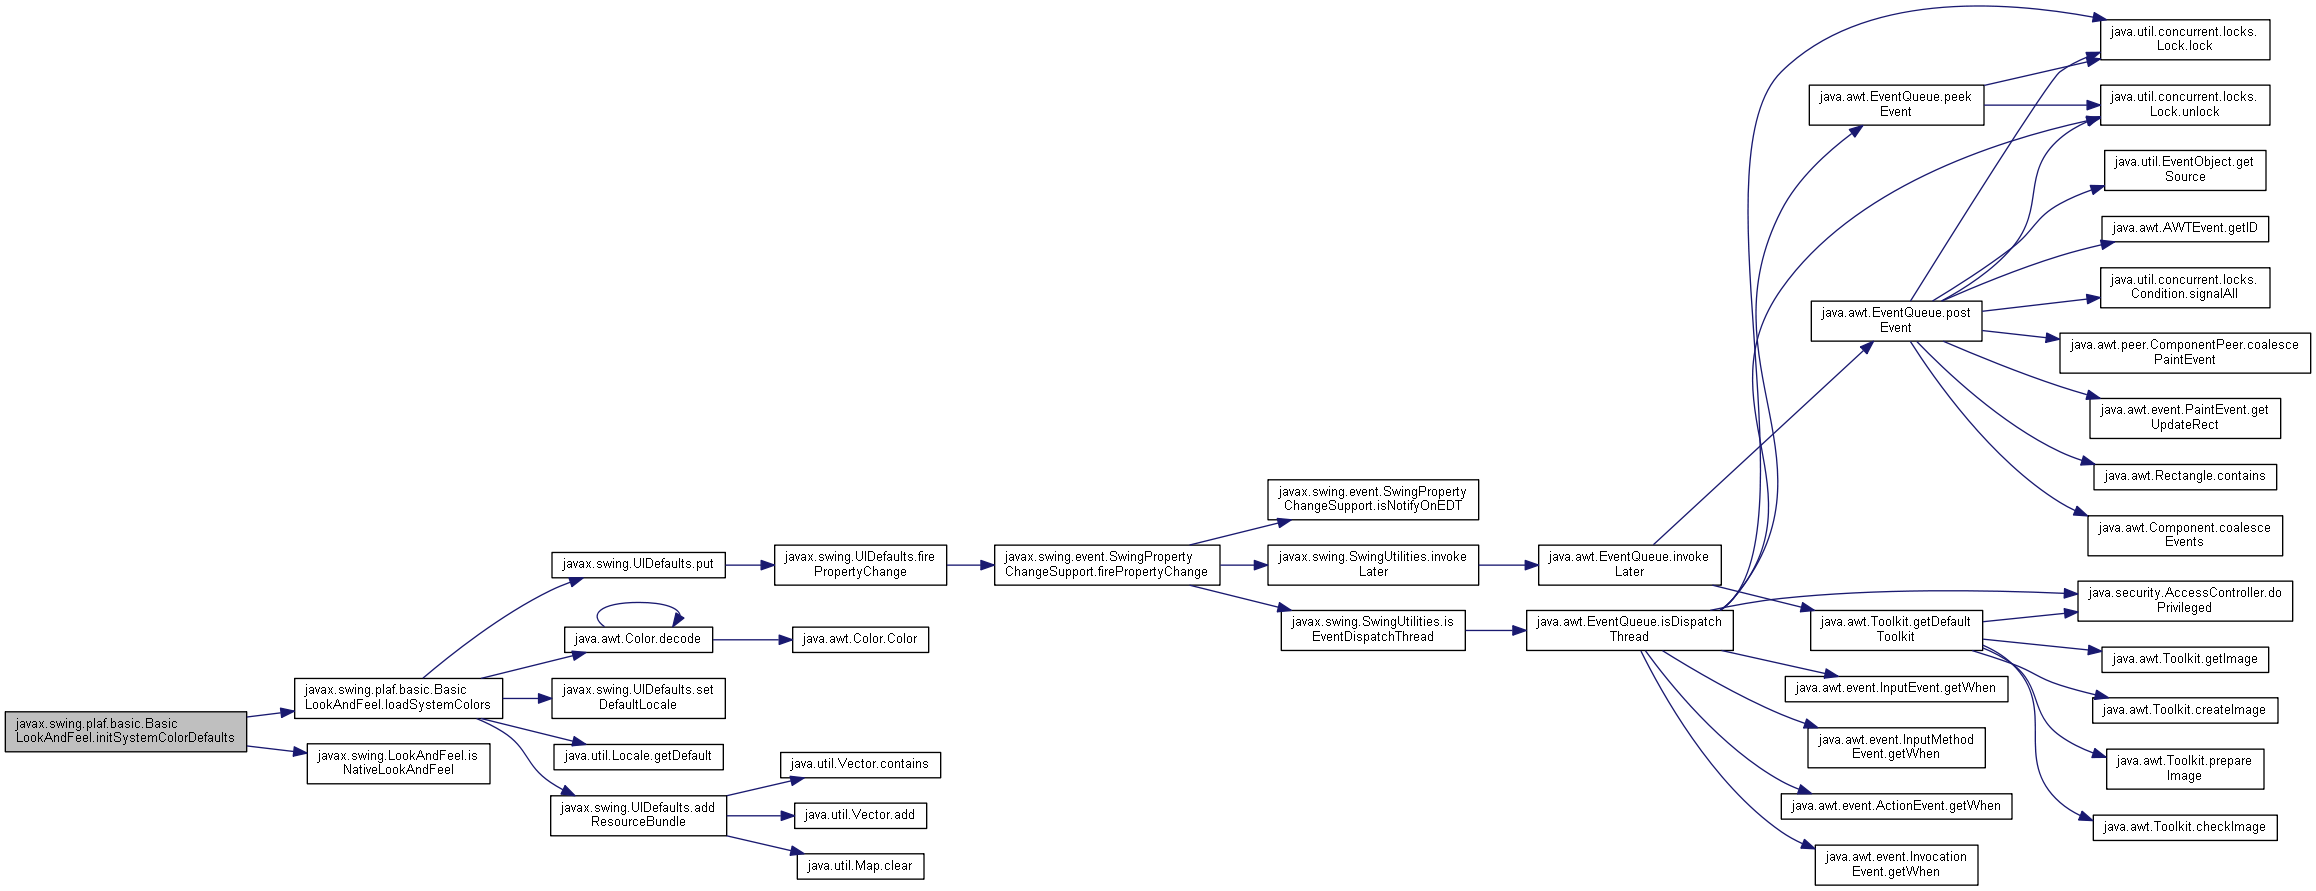 javax.swing.plaf.basic.Basic
LookAndFeel.initSystemColorDefaults
javax.swing.plaf.basic.Basic
LookAndFeel.loadSystemColors
javax.swing.LookAndFeel.is
NativeLookAndFeel
javax.swing.UIDefaults.put
java.awt.Color.decode
javax.swing.UIDefaults.set
DefaultLocale
java.util.Locale.getDefault
javax.swing.UIDefaults.add
ResourceBundle
javax.swing.UIDefaults.fire
PropertyChange
java.awt.Color.Color
java.util.Vector.contains
java.util.Vector.add
java.util.Map.clear
javax.swing.event.SwingProperty
ChangeSupport.firePropertyChange
javax.swing.event.SwingProperty
ChangeSupport.isNotifyOnEDT
javax.swing.SwingUtilities.invoke
Later
javax.swing.SwingUtilities.is
EventDispatchThread
java.awt.EventQueue.invoke
Later
java.awt.EventQueue.isDispatch
Thread
java.awt.EventQueue.peek
Event
java.awt.EventQueue.post
Event
java.awt.Toolkit.getDefault
Toolkit
java.awt.event.InputEvent.getWhen
java.awt.event.InputMethod
Event.getWhen
java.awt.event.ActionEvent.getWhen
java.awt.event.Invocation
Event.getWhen
java.util.concurrent.locks.
Lock.lock
java.util.concurrent.locks.
Lock.unlock
java.util.EventObject.get
Source
java.awt.AWTEvent.getID
java.util.concurrent.locks.
Condition.signalAll
java.awt.peer.ComponentPeer.coalesce
PaintEvent
java.awt.event.PaintEvent.get
UpdateRect
java.awt.Rectangle.contains
java.awt.Component.coalesce
Events
java.security.AccessController.do
Privileged
java.awt.Toolkit.getImage
java.awt.Toolkit.createImage
java.awt.Toolkit.prepare
Image
java.awt.Toolkit.checkImage